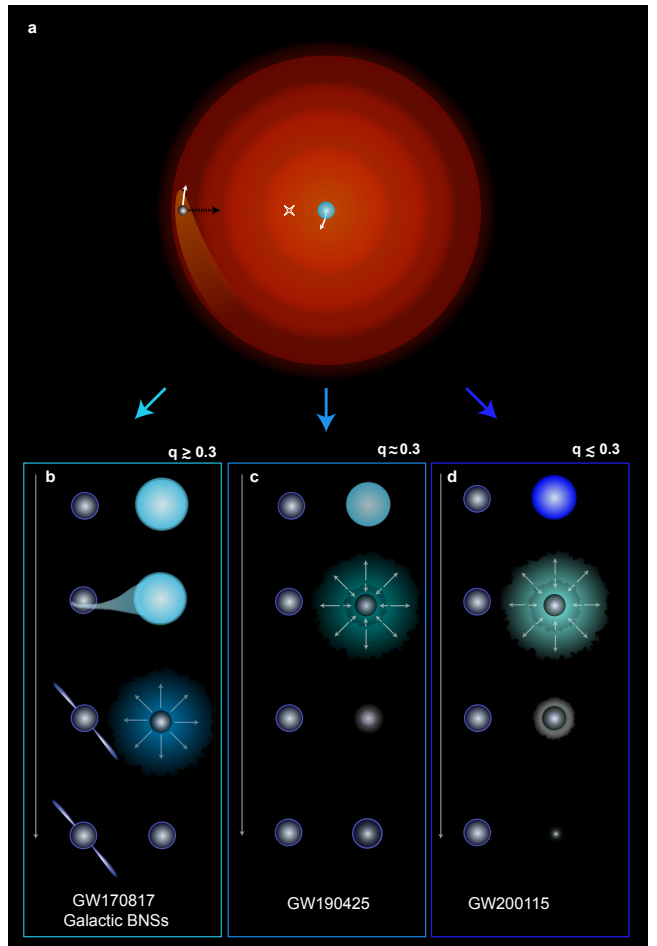 a
q ≳ 0.3
q ≈ 0.3
q ≲ 0.3
b
c
d
GW170817
Galactic BNSs
GW190425
GW200115